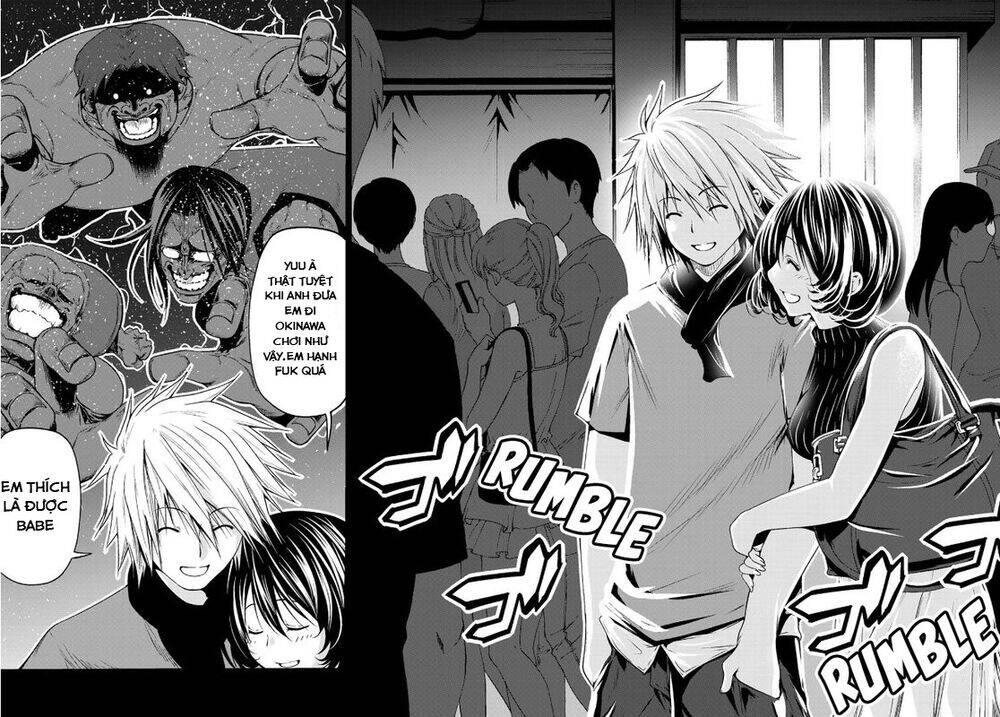 YUU À
THẬT TUYỆT
KHI ANH ĐƯA
EM ĐI
OKINAWA
CHƠI NHƯ
VẬY.EM HẠNH
FUK QUÁ
EM THÍCH
LÀ ĐƯỢC
BABE
ゴゴ
RUMBLE
ゴ
ゴゴ
RUMBLE